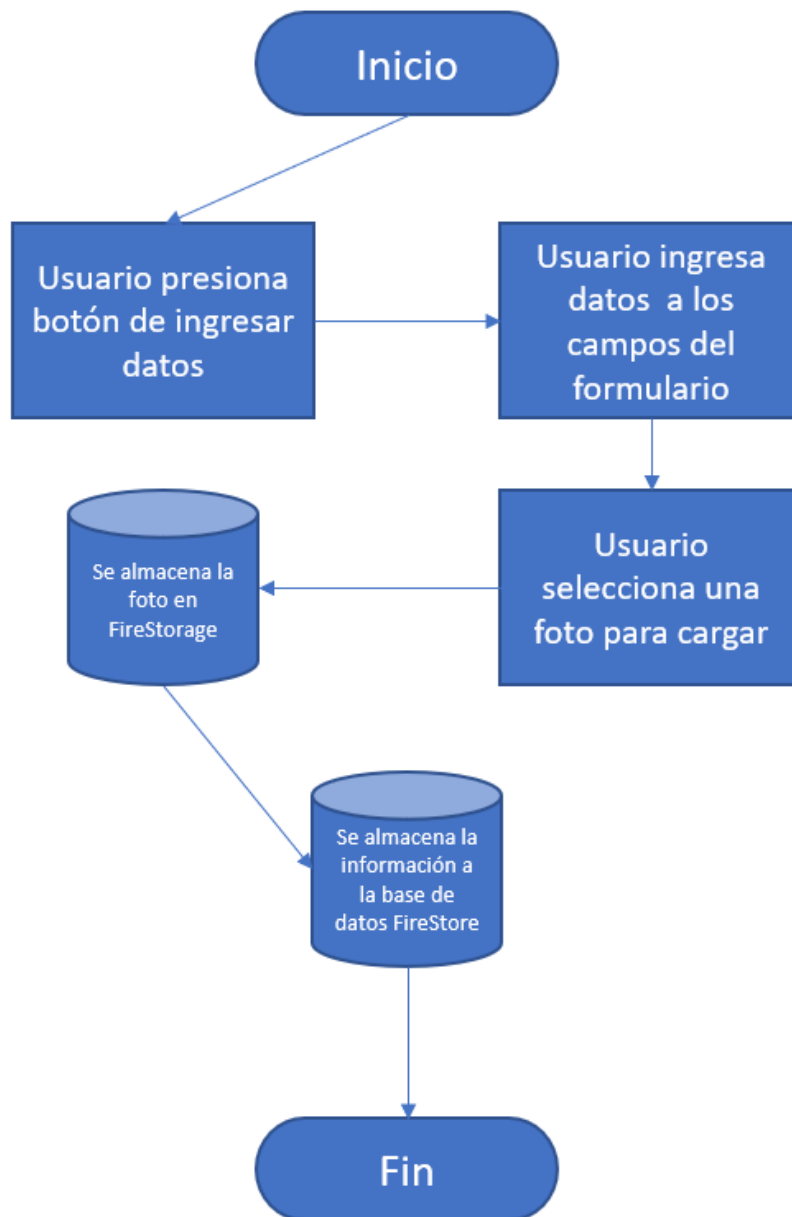 Inicio
Usuario presiona
botón de ingresar
datos
Usuario ingresa
datos a los
campos del
formulario
Usuario
selecciona una
foto para cargar
Se almacena la
foto en
FireStorage
Se almacena la
información a
la base de
datos FireStore
Fin